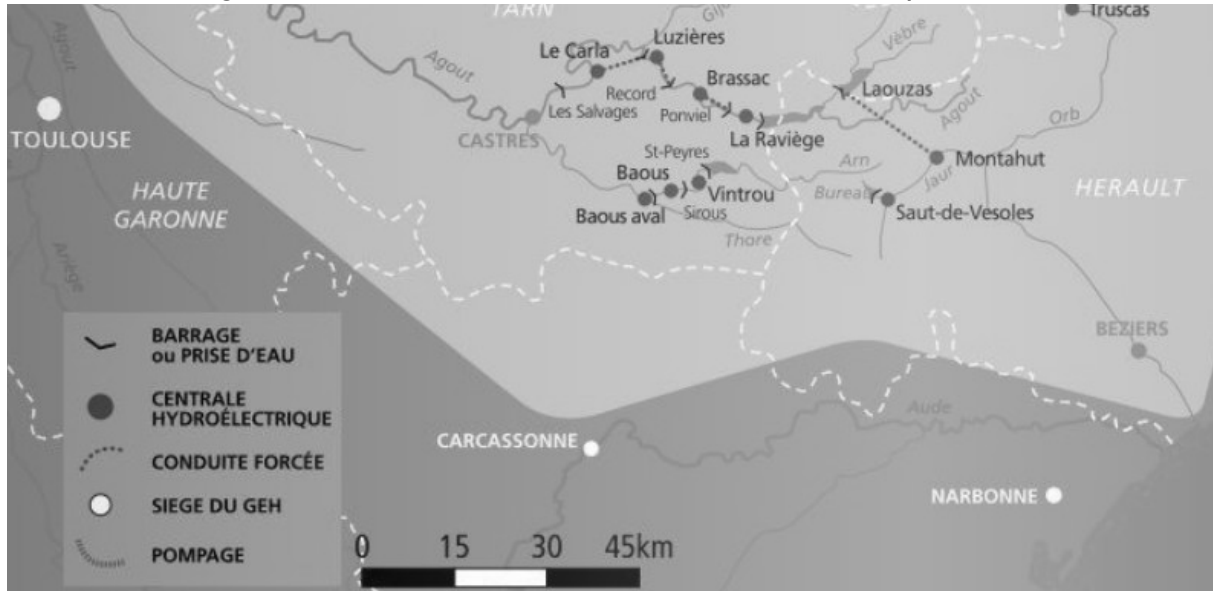 TARN
Gijou
Truscas
Agout
Agout
Le Carla
Luzières
Vèbre
Brassac
Laouzas
Record
Les Salvages
Ponviel
La Raviège
Agout
Orb
TOULOUSE
CASTRES
St-Peyres
Arn
Montahut
Baous
Vintrou
Bureau
Jaur
HERAULT
HAUTE
GARONNE
Baous aval
Sirous
Saut-de-Vesoles
Thore
Ariège
BARRAGE
ou PRISE D'EAU
BEZIERS
CENTRALE
HYDROÉLECTRIQUE
Aude
CARCASSONNE
CONDUITE FORCÉE
NARBONNE
SIEGE DU GEH
POMPAGE
0 15 30 45km